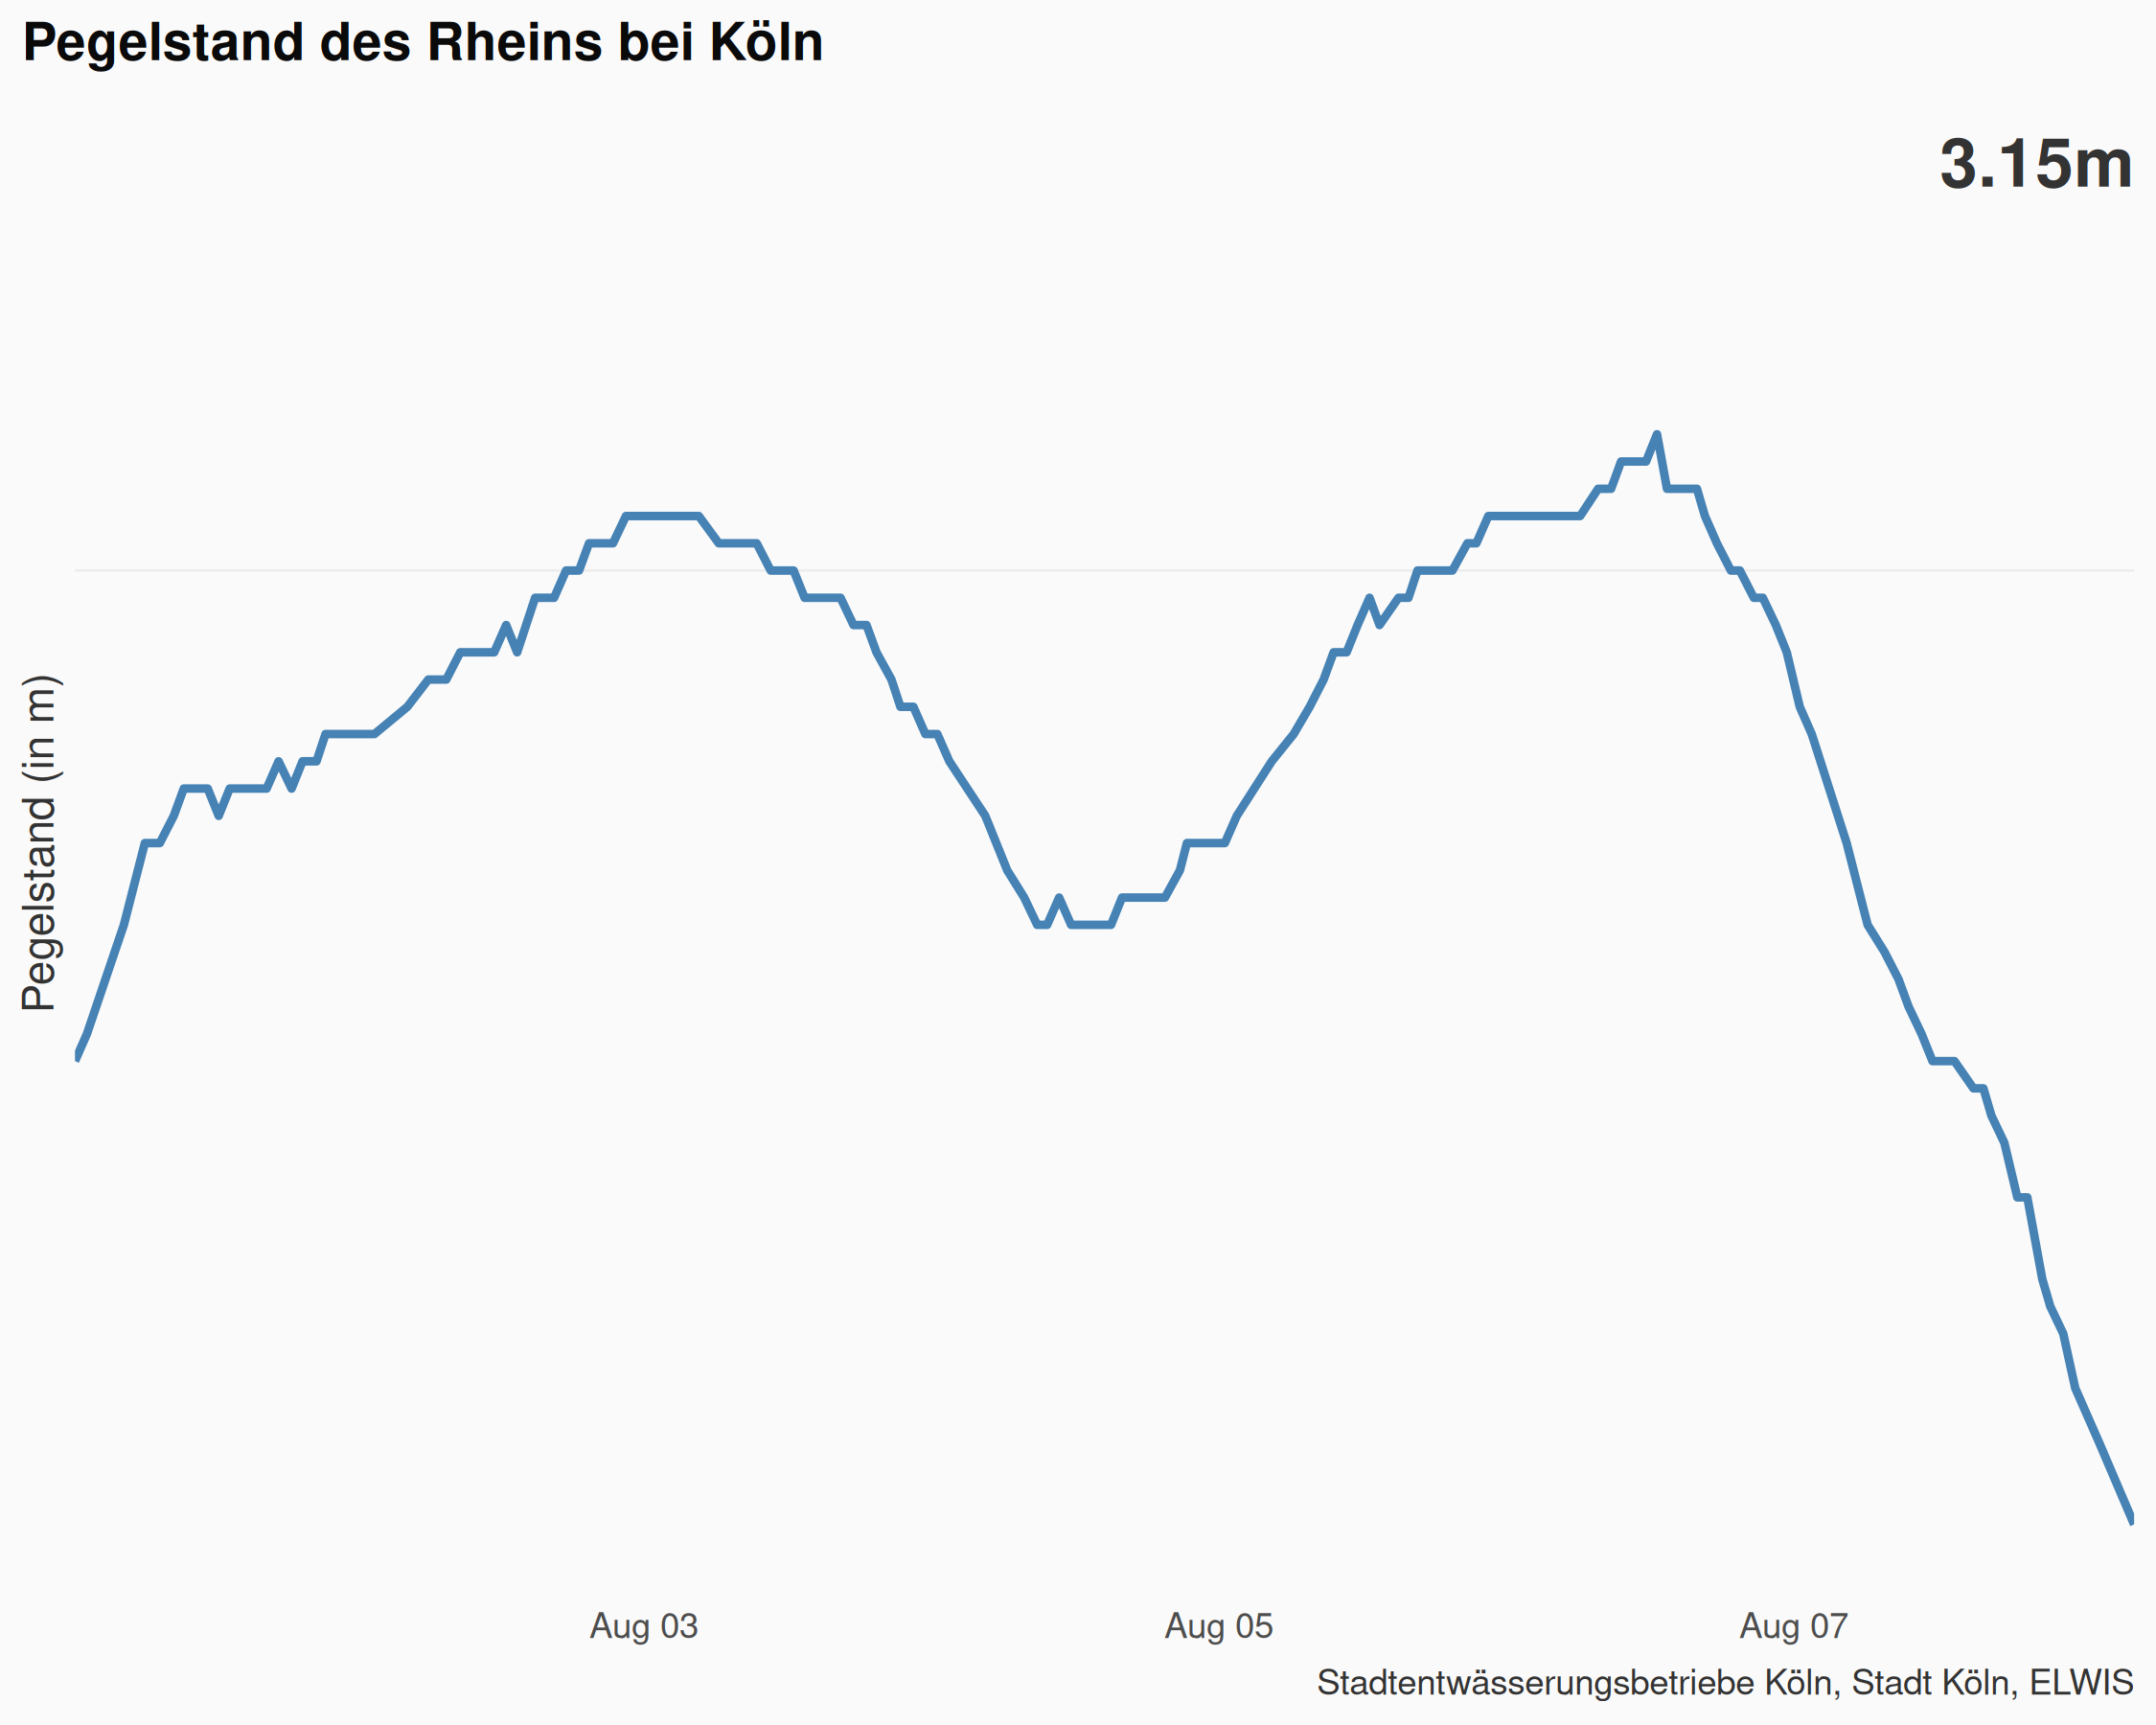 Pegelstand des Rheins bei Köln
3.15m
Pegelstand (in m)
Aug 03
Aug 05
Aug 07
Stadtentwässerungsbetriebe Köln, Stadt Köln, ELWIS